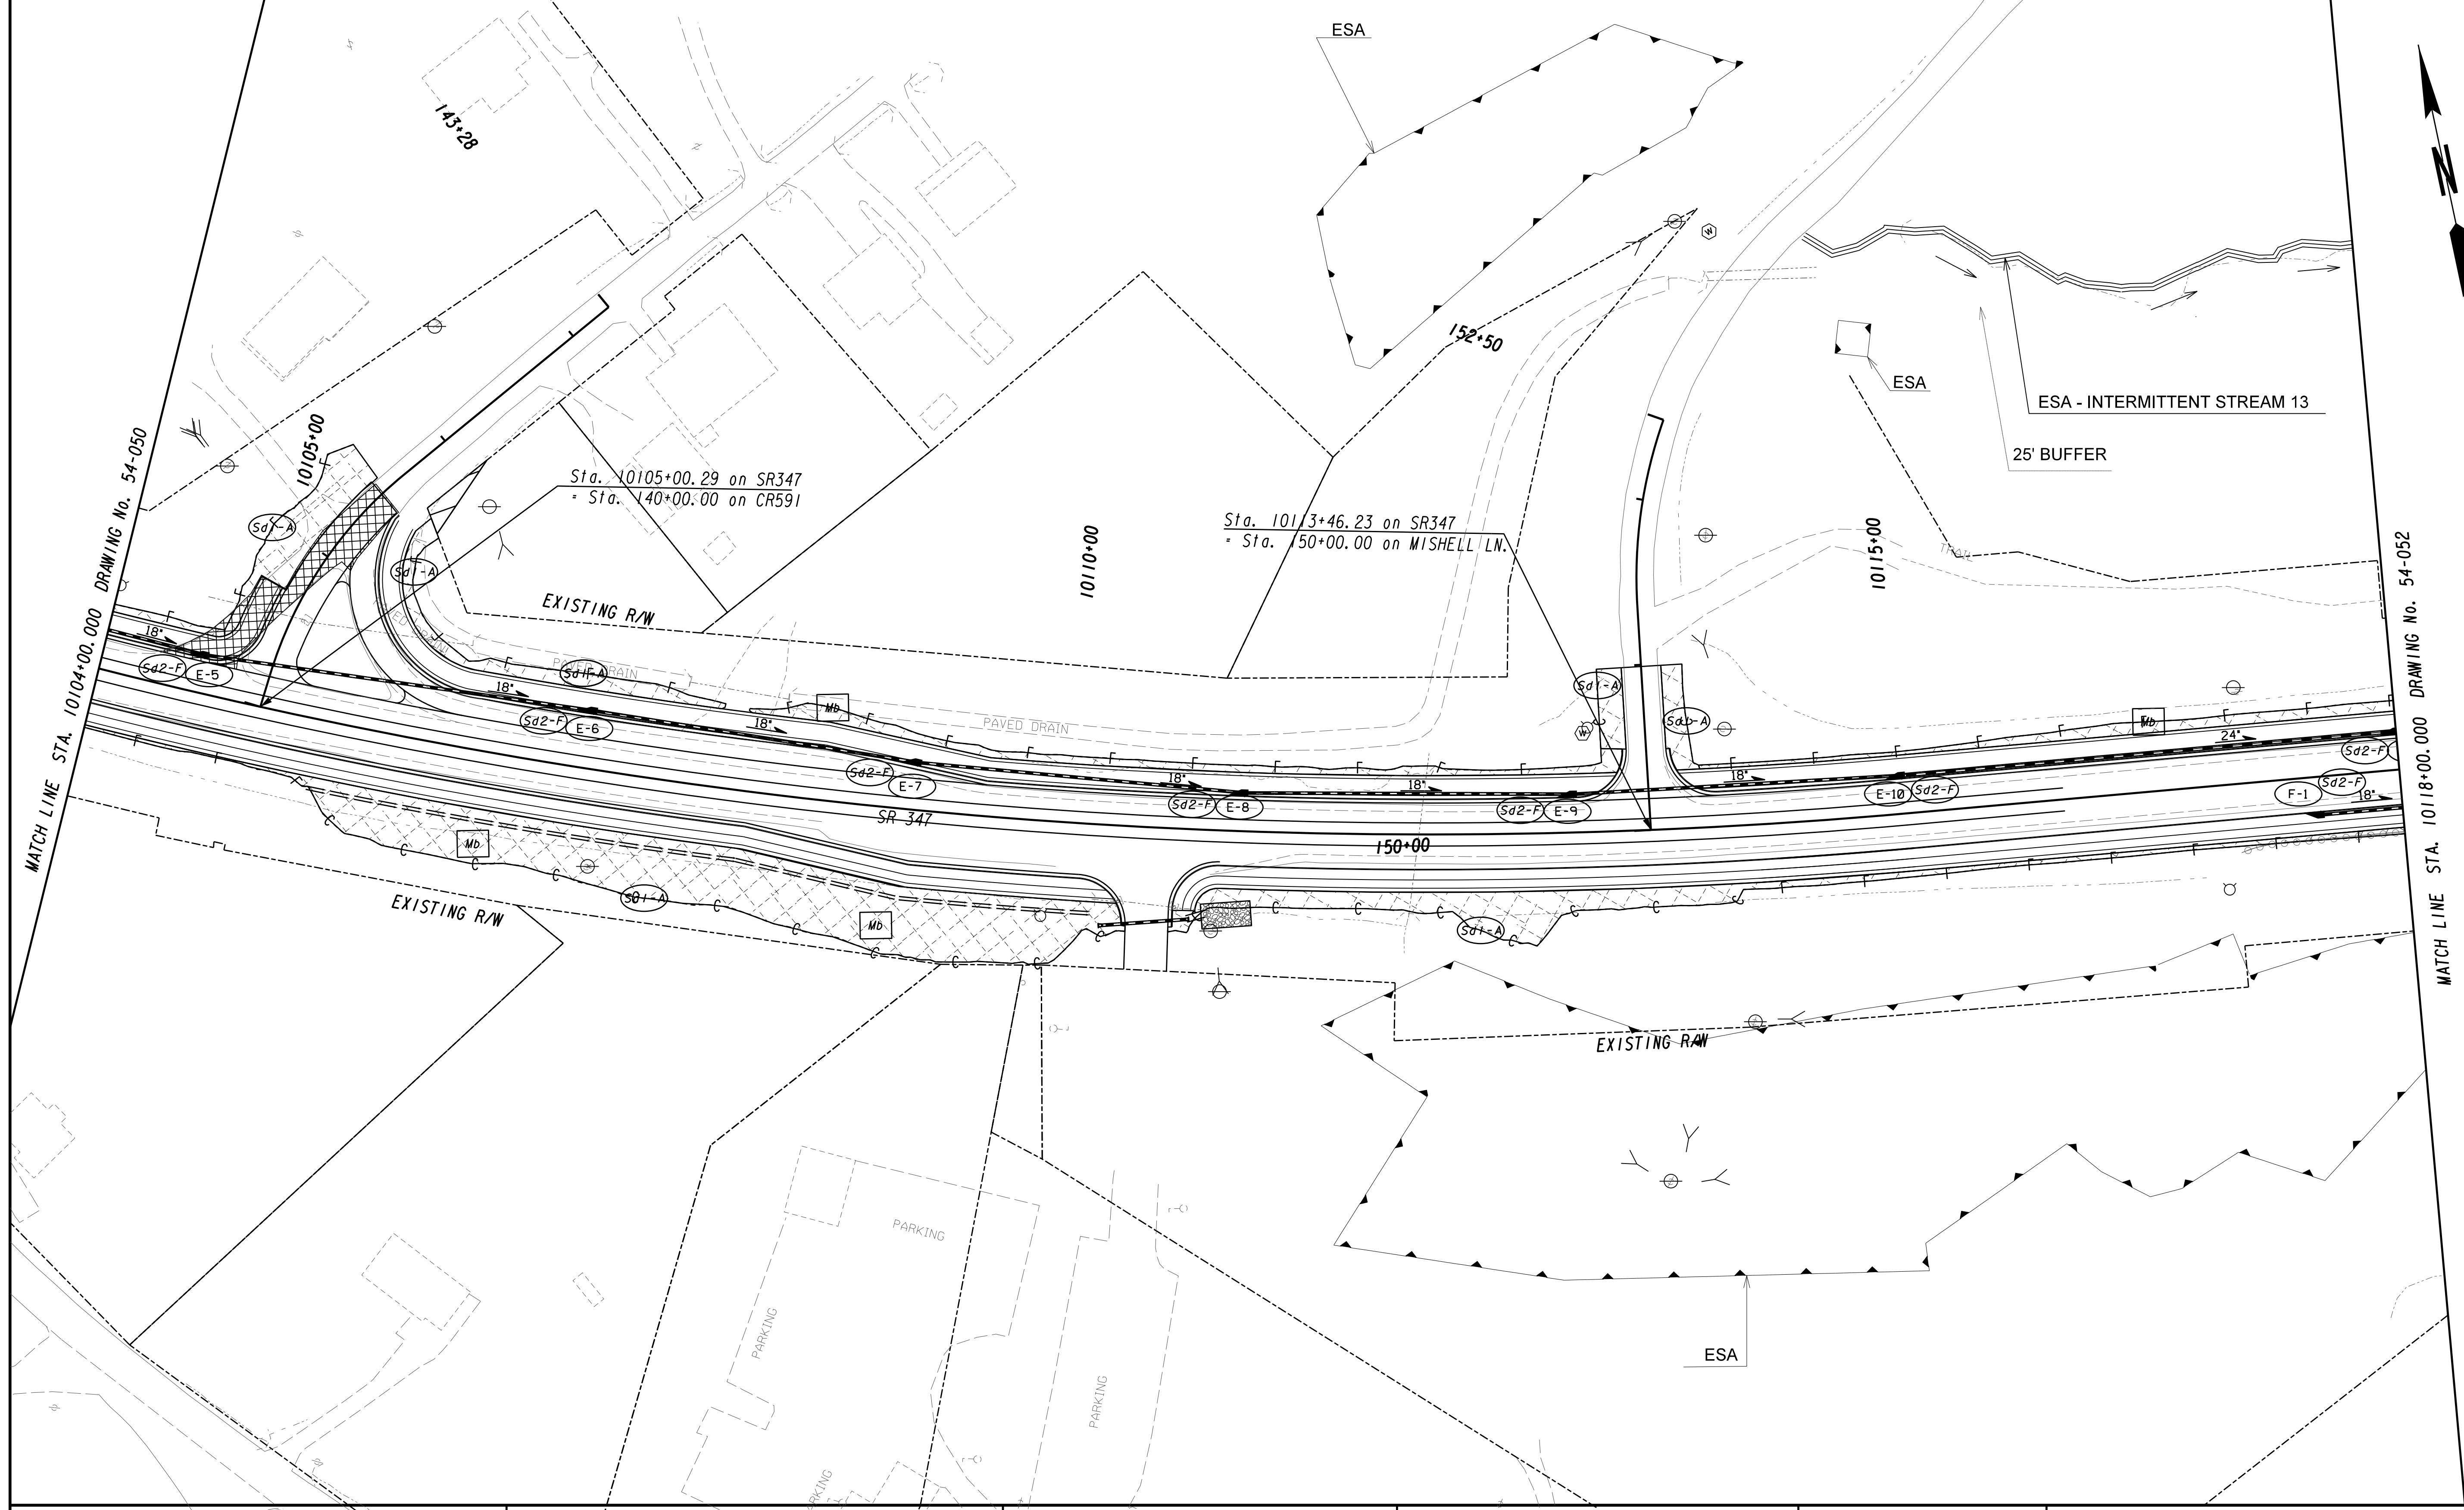 ESA
143+28
N
152+50
ESA
ESA - INTERMITTENT STREAM 13
25' BUFFER
10105+00
MATCH LINE STA. 10104+00.000 DRAWING No. 54-050
Sta. 10105+00.29 on SR347
= Sta. 140+00.00 on CR591
Sta. 10113+46.23 on SR347
= Sta. 150+00.00 on MISHELL LN.
10110+00
10115+00
TRAIL
MATCH LINE STA. 10118+00.000 DRAWING No. 54-052
Sd1-A
Sd1-A
EXISTING R/W
18"
Sd2-F
E-5
PAVED DRAIN
Sd1-A
18"
Mb
Sd2-F
E-6
18"
PAVED DRAIN
Sd1-A
W
W
Sd1-A
Mb
24"
Sd2-F
Sd2-F
E-7
18"
Sd2-F
E-8
18"
Sd2-F
E-9
18"
E-10
Sd2-F
Sd2-F
F-1
18"
SR 347
150+00
Mb
Sd1-A
Mb
EXISTING R/W
Sd1-A
EXISTING R/W
PARKING
PARKING
PARKING
ESA